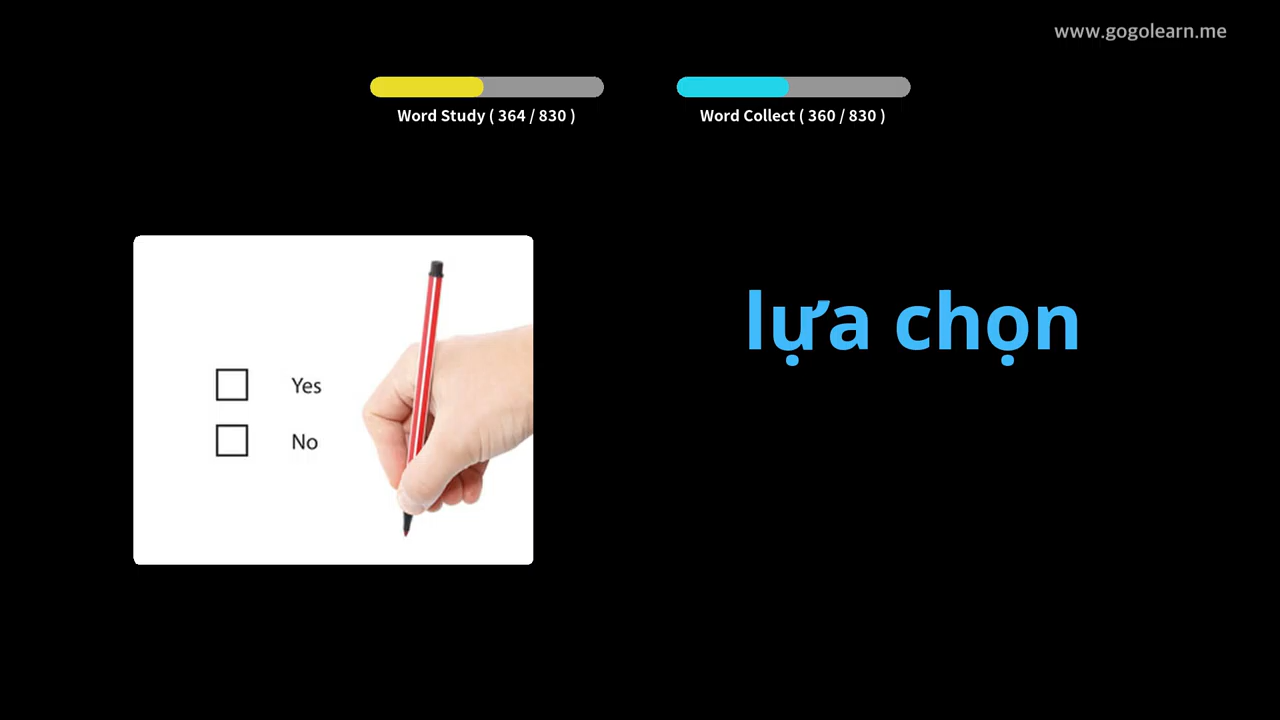 www.gogolearn.me
Word Study ( 364 / 830 )
Word Collect ( 360 / 830 )
Yes
No
lựa chọn